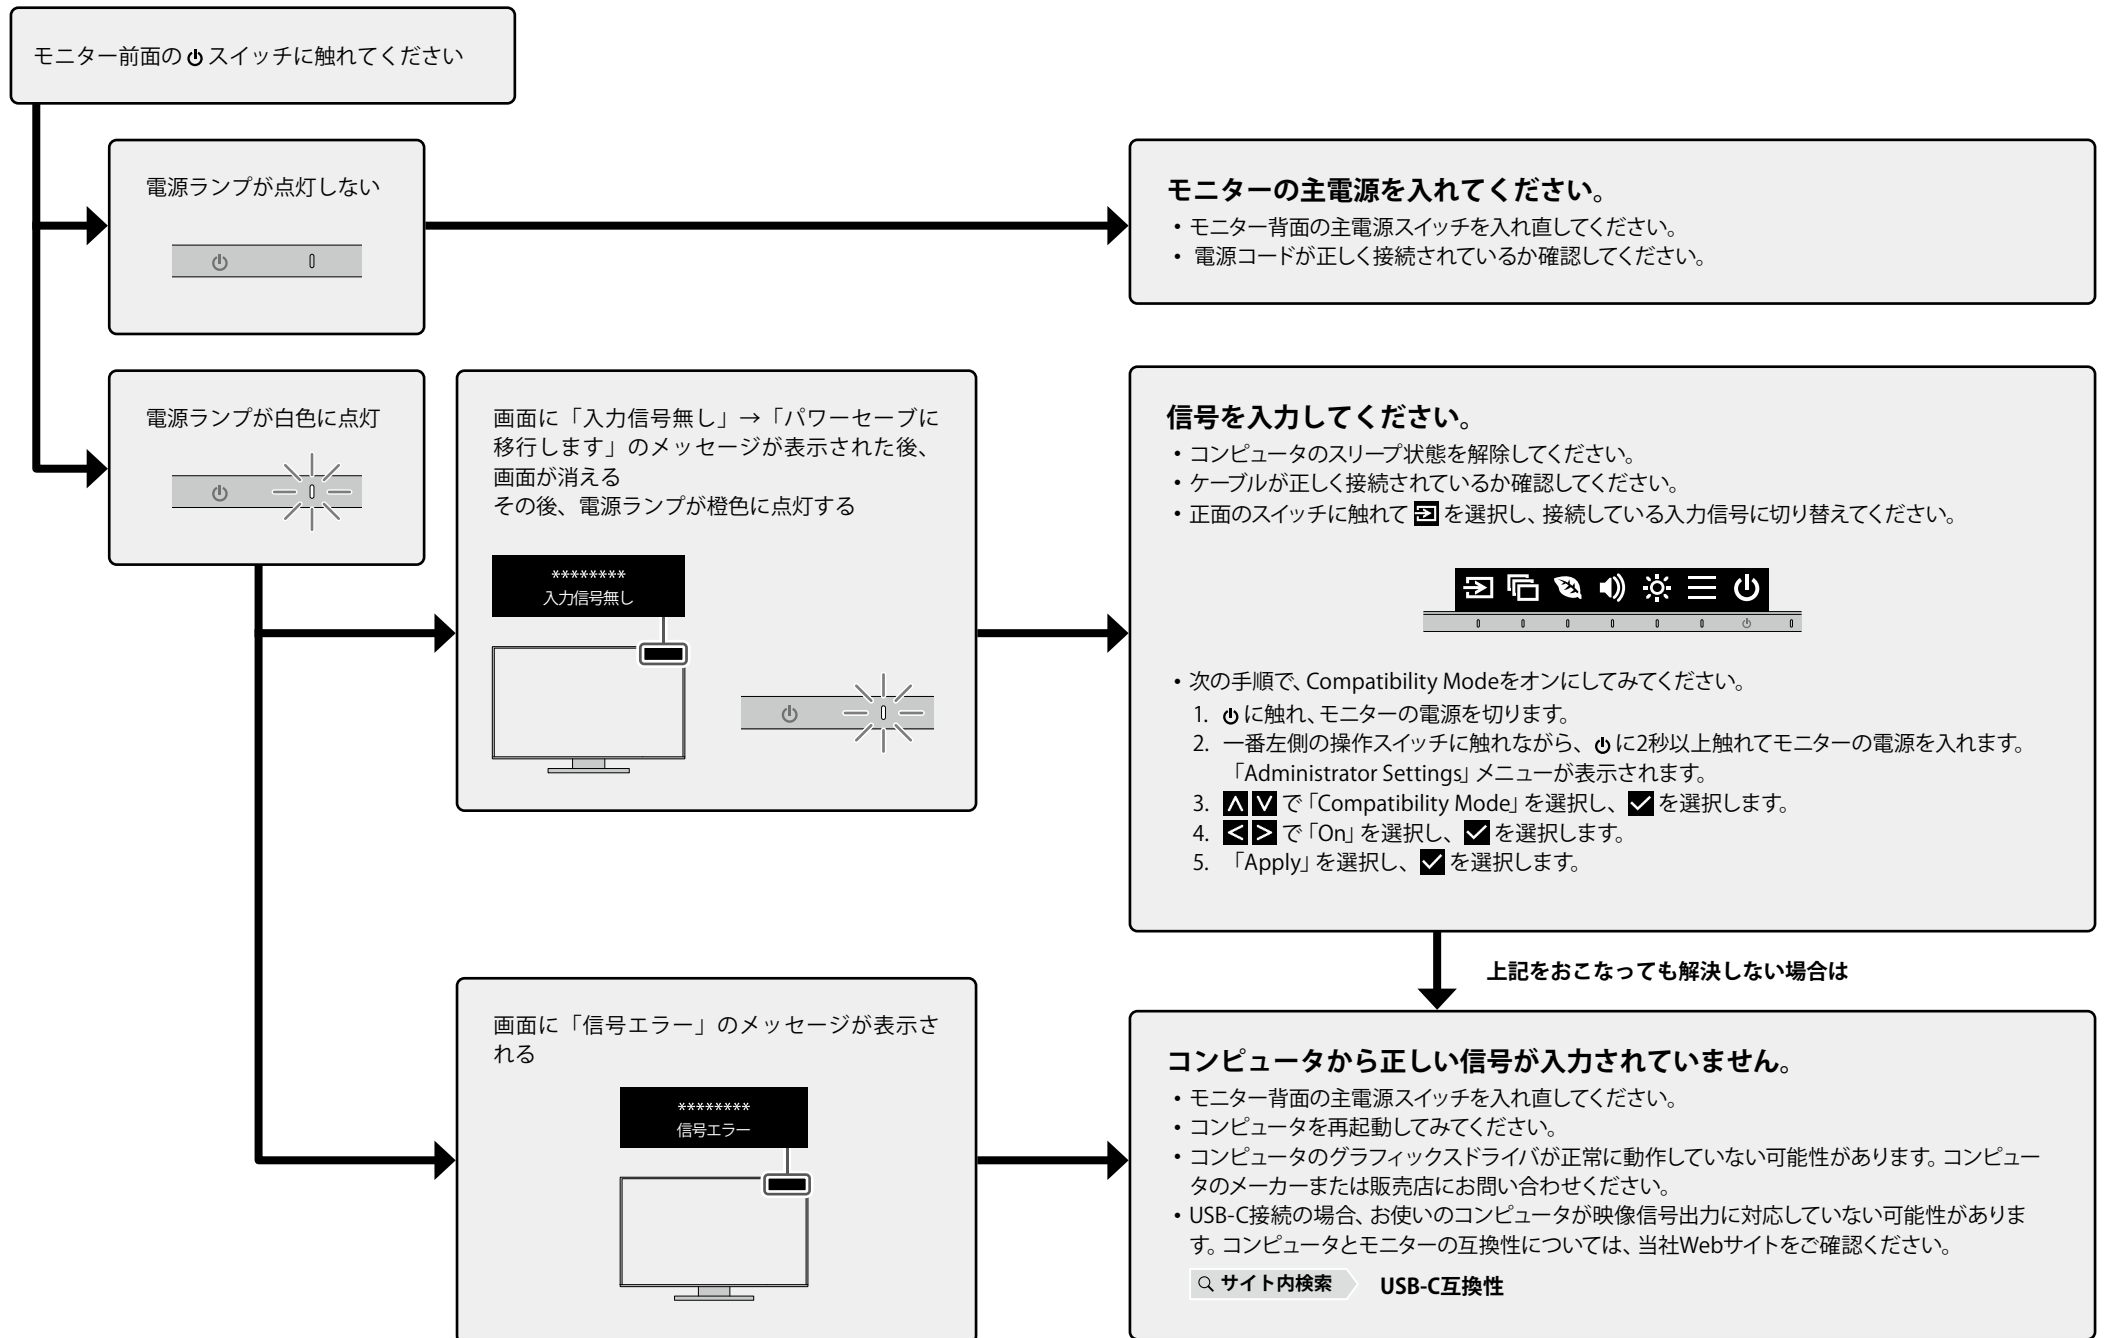 モニター前面の スイッチに触れてください
電源ランプが点灯しない
モニターの主電源を入れてください。
・モニター背面の主電源スイッチを入れ直してください。
・ 電源コードが正しく接続されているか確認してください。
電源ランプが白色に点灯
画面に「入力信号無し」→「パワーセーブに
移行します」のメッセージが表示された後、
画面が消える
その後、電源ランプが橙色に点灯する
********
入力信号無し
信号を入力してください。
・コンピュータのスリープ状態を解除してください。
・ケーブルが正しく接続されているか確認してください。
・正面のスイッチに触れて を選択し、接続している入力信号に切り替えてください。
・次の手順で、Compatibility Modeをオンにしてみてください。
1. に触れ、モニターの電源を切ります。
2. 一番左側の操作スイッチに触れながら、 に2秒以上触れてモニターの電源を入れます。
「Administrator Settings」メニューが表示されます。
3. で「Compatibility Mode」を選択し、 を選択します。
4. で「On」を選択し、 を選択します。
5. 「Apply」を選択し、 を選択します。
上記をおこなっても解決しない場合は
画面に「信号エラー」のメッセージが表示さ
れる
********
信号エラー
コンピュータから正しい信号が入力されていません。
・モニター背面の主電源スイッチを入れ直してください。
・コンピュータを再起動してみてください。
・コンピュータのグラフィックスドライバが正常に動作していない可能性があります。コンピュー
タのメーカーまたは販売店にお問い合わせください。
・USB-C接続の場合、お使いのコンピュータが映像信号出力に対応していない可能性がありま
す。コンピュータとモニターの互換性については、当社Webサイトをご確認ください。
サイト内検索 USB-C互換性